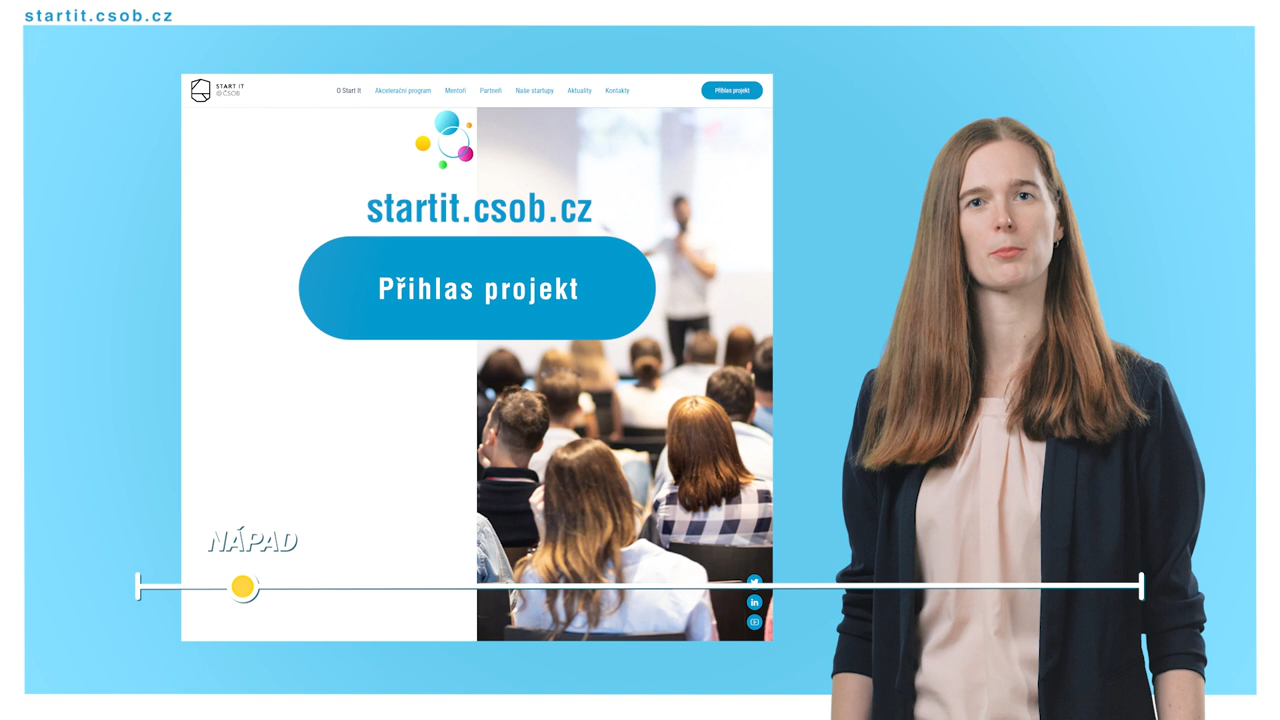 startit.csob.cz
START IT
@ČSOB
O Start It Akcelerační program Mentoři Partneři Naše startupy Aktuality Kontakty Přihlas projekt
startit.csob.cz
Přihlas projekt
NÁPAD